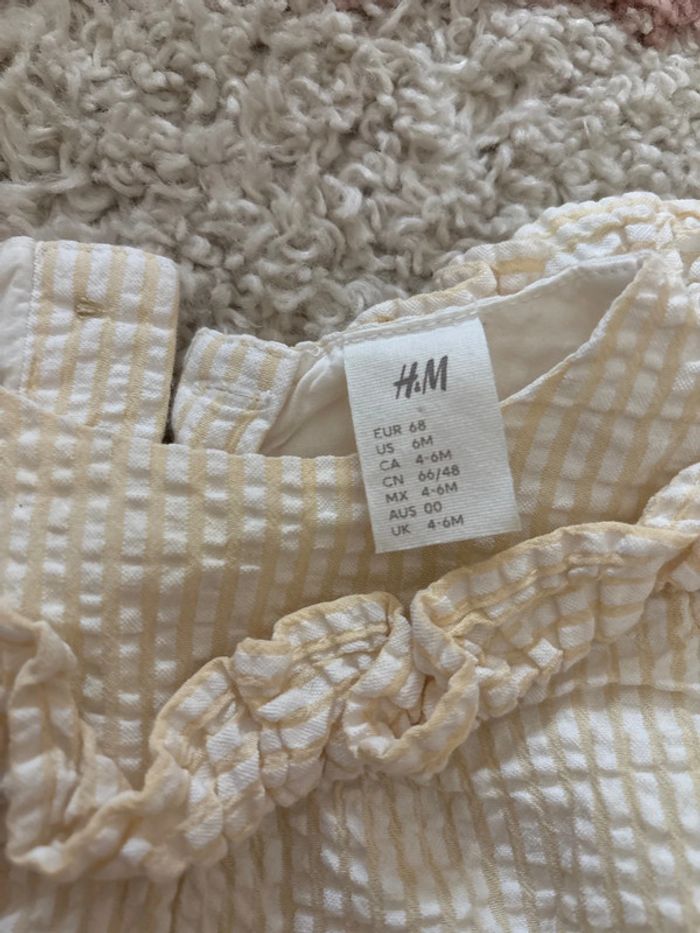 H&M
EUR 68
US 6M
CA 4-6M
CN 66/48
MX 4-6M
AUS 00
UK 4-6M